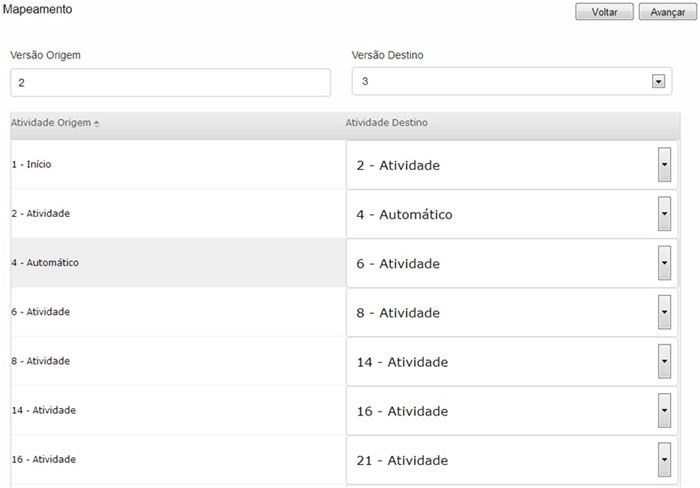 Mapeamento Voltar Avançar
Versão Origem Versão Destino
2 3
Atividade Origem Atividade Destino
1 - Início 2 - Atividade
2 - Atividade 4 - Automático
4 - Automático 6 - Atividade
6 - Atividade 8 - Atividade
8 - Atividade 14 - Atividade
14 - Atividade 16 - Atividade
16 - Atividade 21 - Atividade